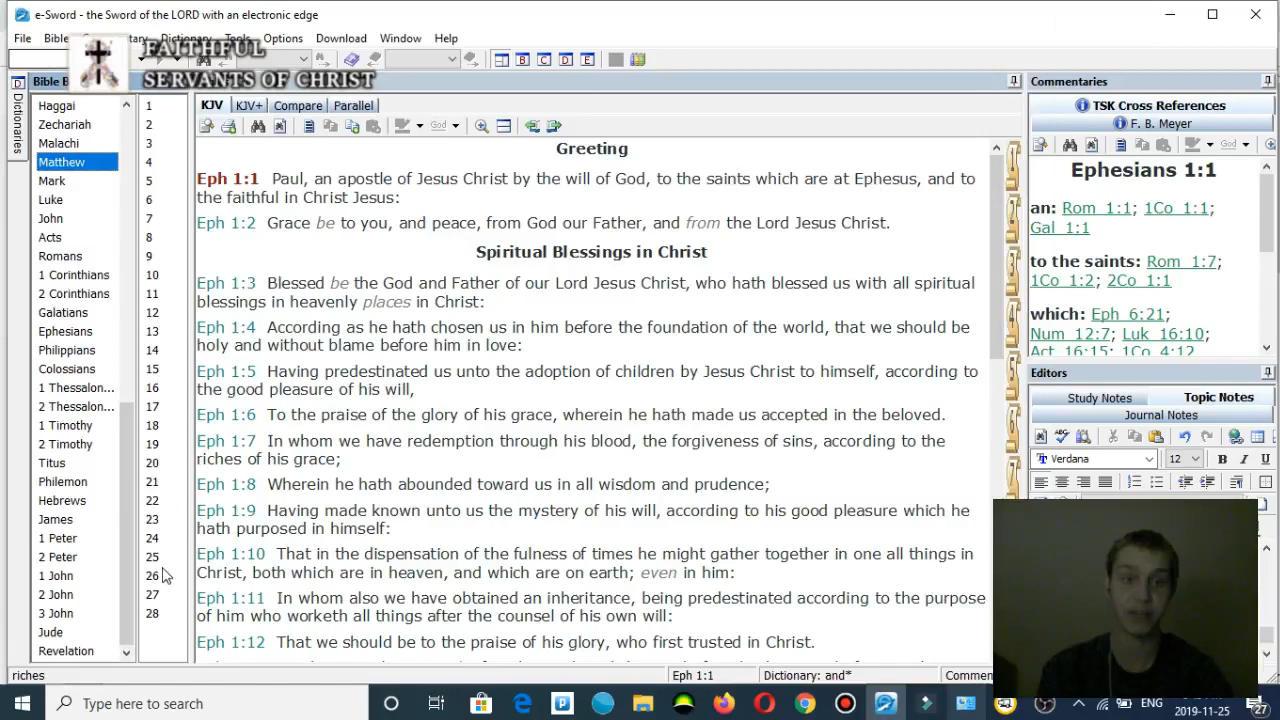 e-Sword - the Sword of the LORD with an electronic edge
File Bible Commentary Dictionary Tools Options Download Window Help
FAITHFUL
SERVANTS OF CHRIST
Dictionaries
Haggai
Zechariah
Malachi
Matthew
Mark
Luke
John
Acts
Romans
1 Corinthians
2 Corinthians
Galatians
Ephesians
Philippians
Colossians
1 Thessalon...
2 Thessalon...
1 Timothy
2 Timothy
Titus
Philemon
Hebrews
James
1 Peter
2 Peter
1 John
2 John
3 John
Jude
Revelation
1
2
3
4
5
6
7
8
9
10
11
12
13
14
15
16
17
18
19
20
21
22
23
24
25
26
27
28
KJV KJV+ Compare Parallel
Greeting
Eph 1:1 Paul, an apostle of Jesus Christ by the will of God, to the saints which are at Ephesus, and to
the faithful in Christ Jesus:
Eph 1:2 Grace be to you, and peace, from God our Father, and from the Lord Jesus Christ.
Spiritual Blessings in Christ
Eph 1:3 Blessed be the God and Father of our Lord Jesus Christ, who hath blessed us with all spiritual
blessings in heavenly places in Christ:
Eph 1:4 According as he hath chosen us in him before the foundation of the world, that we should be
holy and without blame before him in love:
Eph 1:5 Having predestinated us unto the adoption of children by Jesus Christ to himself, according to
the good pleasure of his will,
Eph 1:6 To the praise of the glory of his grace, wherein he hath made us accepted in the beloved.
Eph 1:7 In whom we have redemption through his blood, the forgiveness of sins, according to the
riches of his grace;
Eph 1:8 Wherein he hath abounded toward us in all wisdom and prudence;
Eph 1:9 Having made known unto us the mystery of his will, according to his good pleasure which he
hath purposed in himself:
Eph 1:10 That in the dispensation of the fulness of times he might gather together in one all things in
Christ, both which are in heaven, and which are on earth; even in him:
Eph 1:11 In whom also we have obtained an inheritance, being predestinated according to the purpose
of him who worketh all things after the counsel of his own will:
Eph 1:12 That we should be to the praise of his glory, who first trusted in Christ.
Commentaries
TSK Cross References
F. B. Meyer
God
God
Ephesians 1:1
an: Rom 1:1; 1Co 1:1;
Gal 1:1
to the saints: Rom 1:7;
1Co 1:2; 2Co 1:1
which: Eph 6:21;
Num 12:7; Luk 16:10;
Act 16:15; 1Co 4:12
Editors
Study Notes Topic Notes
Journal Notes
Verdana 12 B I U
riches Eph 1:1 Dictionary: and* Commen
Type here to search
ENG 2019-11-25 27